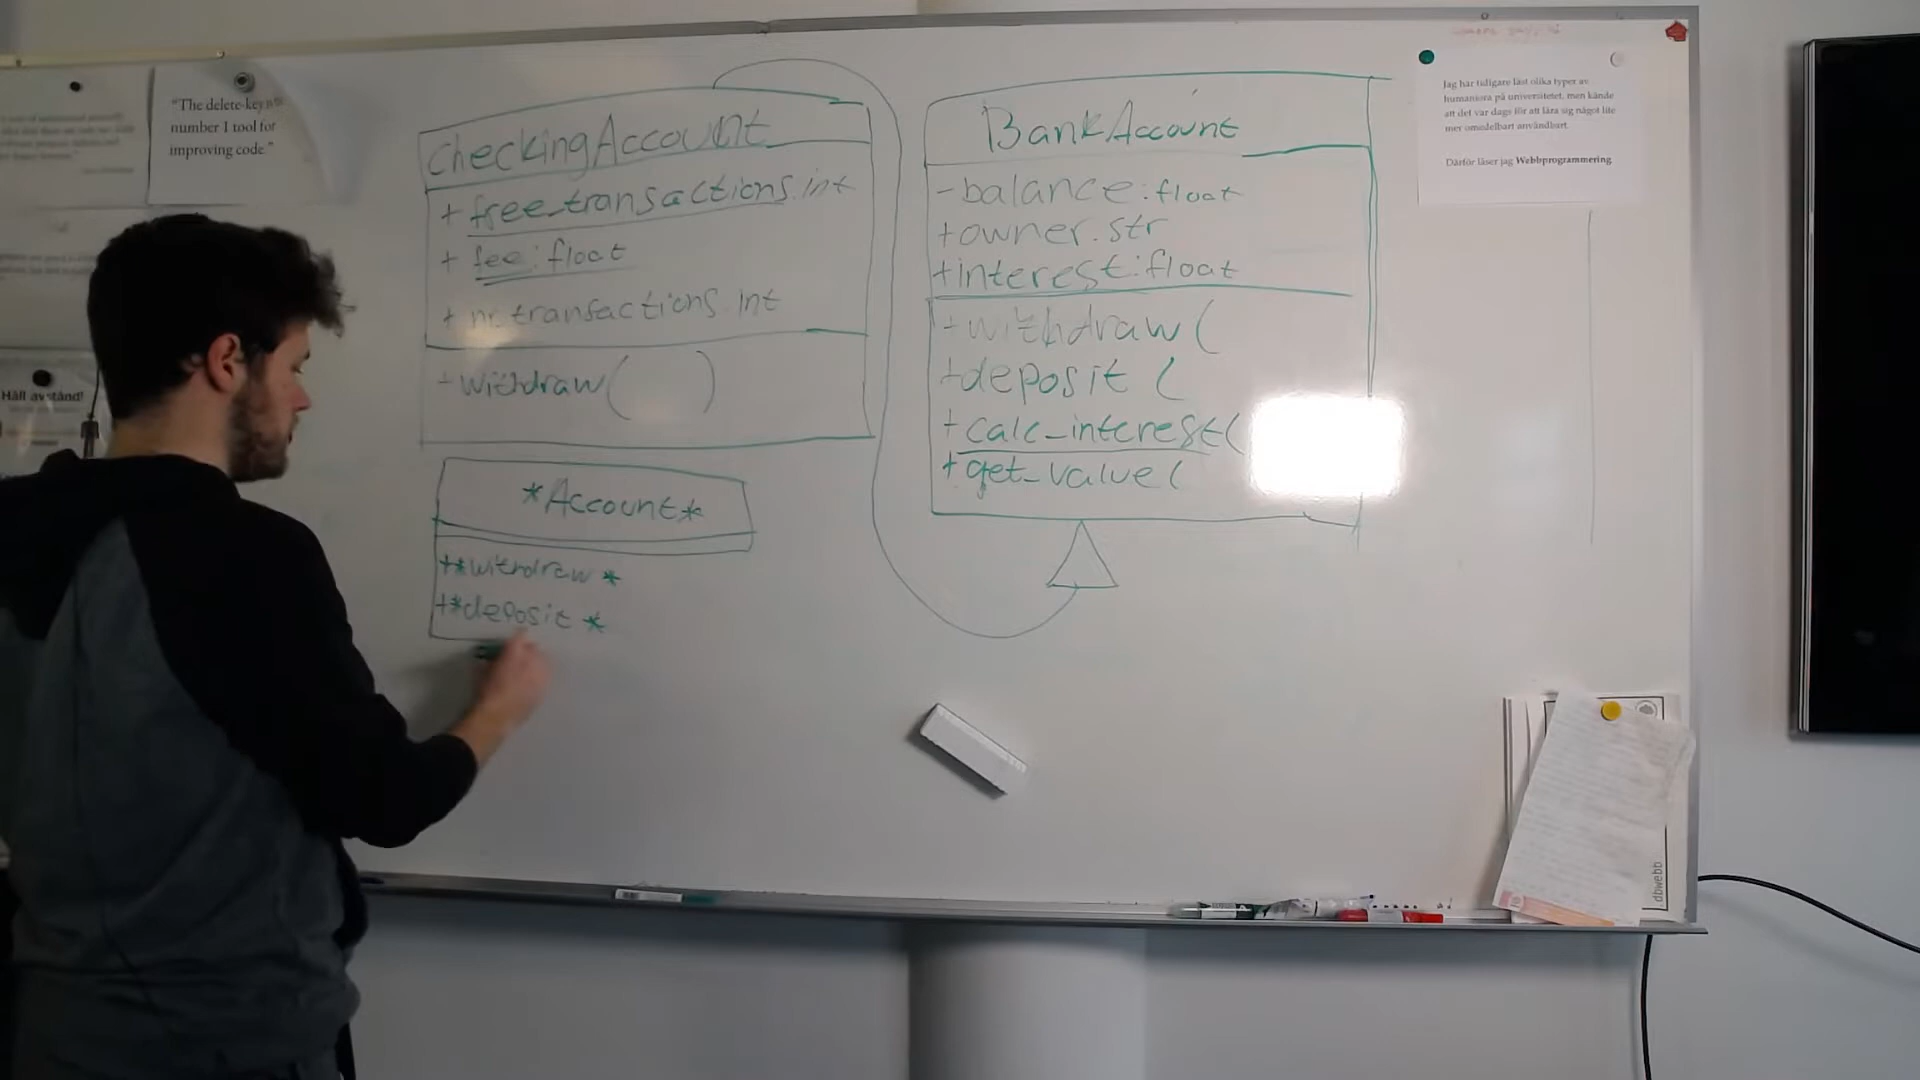 "The delete-key is the
number 1 tool for
improving code."
Håll avstånd!
CheckingAccount
+ free_transactions:int
+ fee:float
+ nr_transactions:int
+withdraw( )
*Account*
+*withdraw*
+*deposit*
BankAccount
-balance:float
+owner:str
+interest:float
+withdraw(
+deposit (
+calc_interest(
+get_value(
Jag har tidigare läst olika typer av
humaniora på universitetet, men kände
att det var dags för att lära sig något lite
mer omedelbart användbart.
Därför läser jag Webbprogrammering.
dbwebb